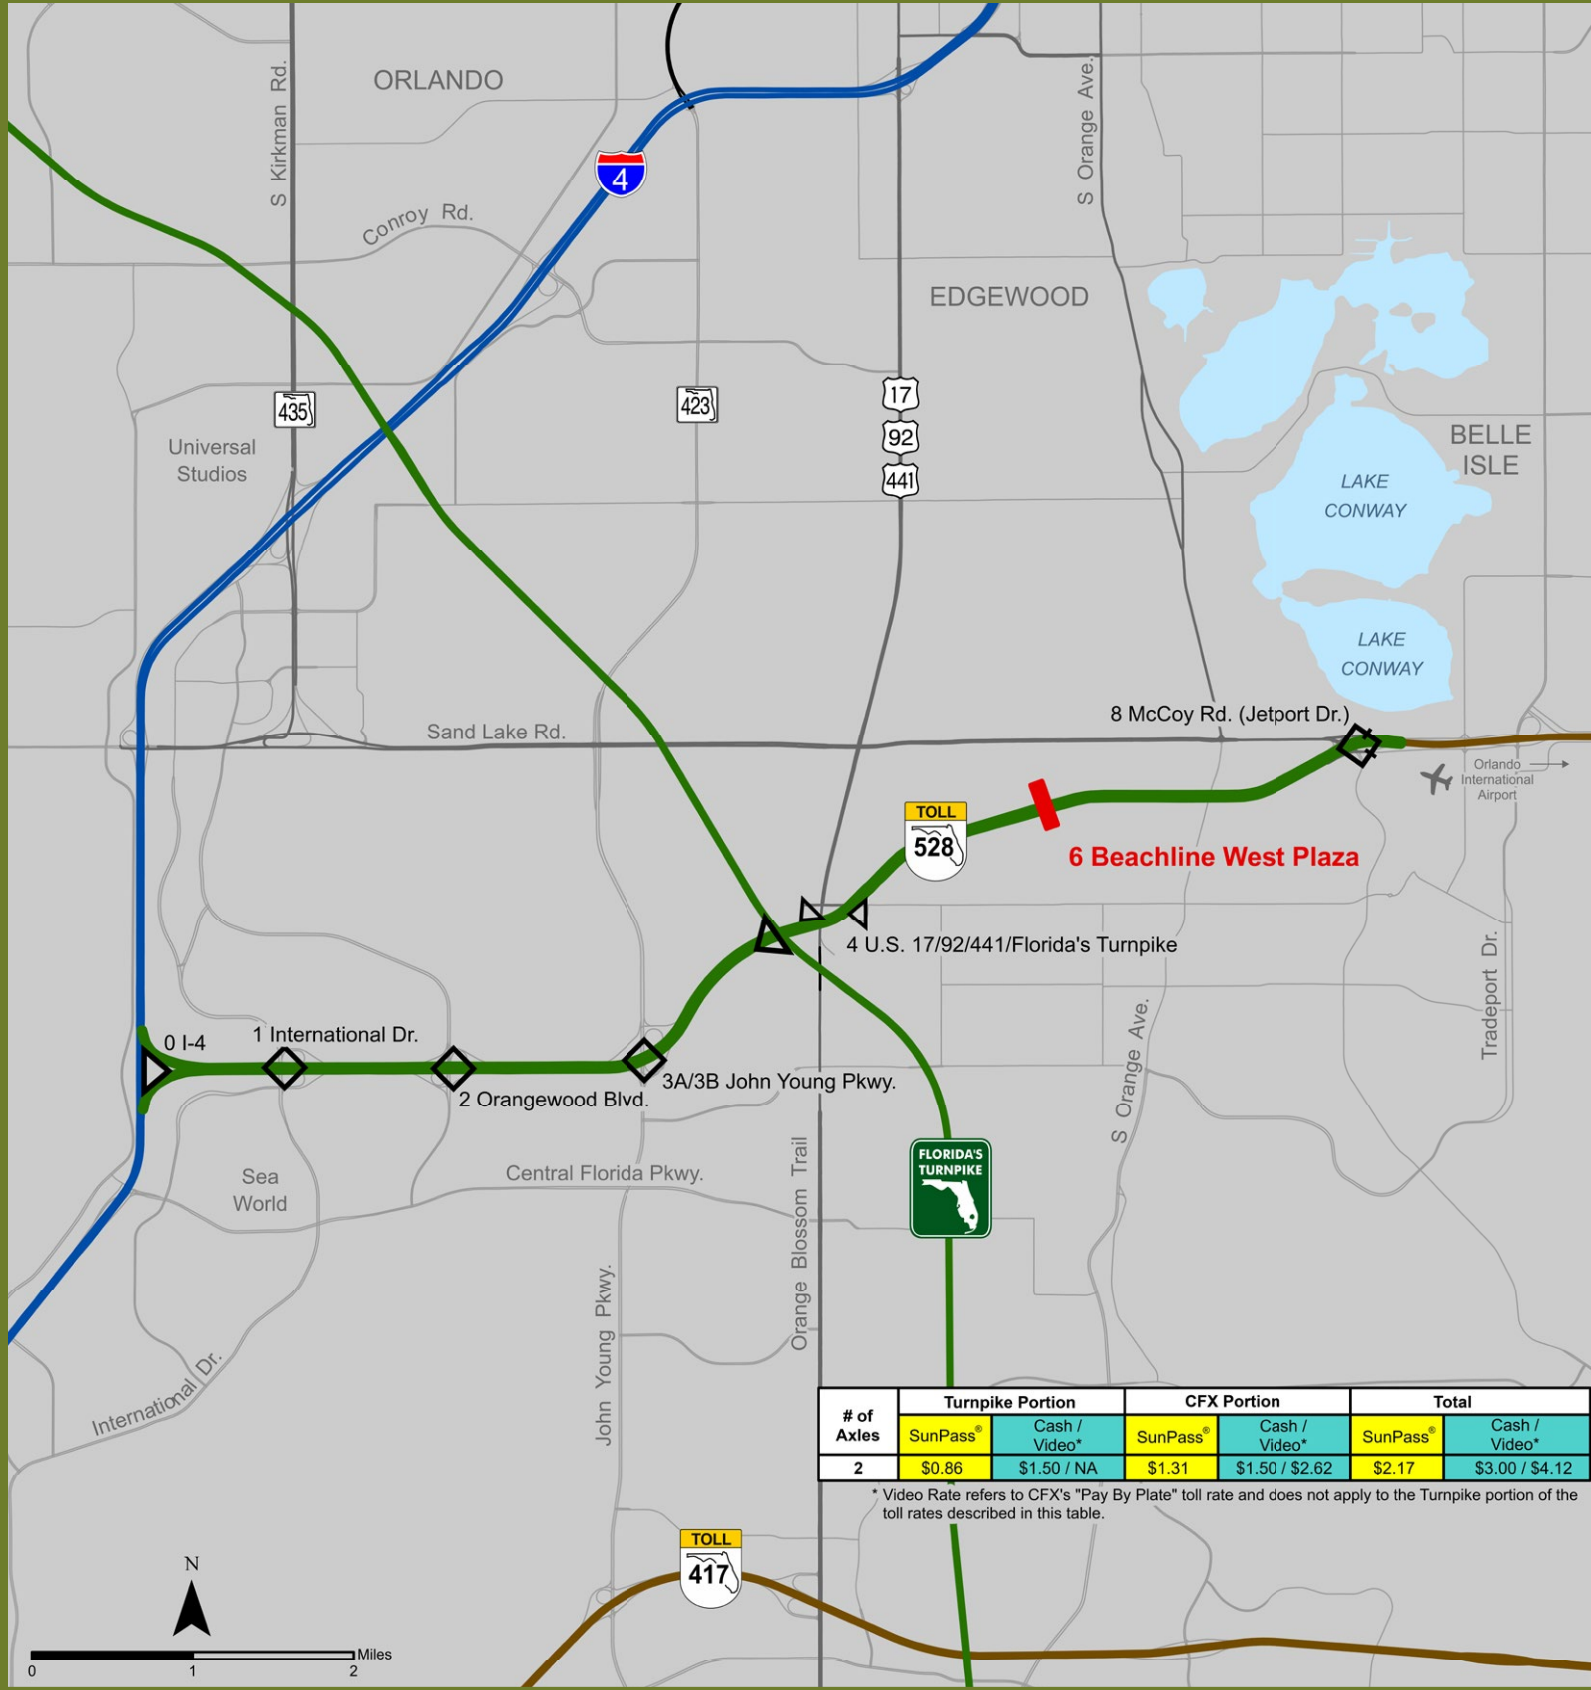 ORLANDO
S Kirkman Rd.
S Orange Ave.
4
Conroy Rd.
EDGEWOOD
17
92
441
435
423
Universal
Studios
BELLE
ISLE
LAKE
CONWAY
LAKE
CONWAY
8 McCoy Rd. (Jetport Dr.)
Sand Lake Rd.
Orlando
International
Airport
TOLL
528
6 Beachline West Plaza
4 U.S. 17/92/441/Florida's Turnpike
Tradeport Dr.
0 I-4
1 International Dr.
2 Orangewood Blvd.
3A/3B John Young Pkwy.
S Orange Ave.
FLORIDA'S
TURNPIKE
Sea
World
Central Florida Pkwy.
Orange Blossom Trail
John Young Pkwy.
International Dr.
# of
Axles
Turnpike Portion
CFX Portion
Total
SunPass®
Cash /
Video*
SunPass®
Cash /
Video*
SunPass®
Cash /
Video*
2
$0.86
$1.50 / NA
$1.31
$1.50 / $2.62
$2.17
$3.00 / $4.12
* Video Rate refers to CFX's "Pay By Plate" toll rate and does not apply to the Turnpike portion of the
toll rates described in this table.
TOLL
417
N
Miles
0
1
2